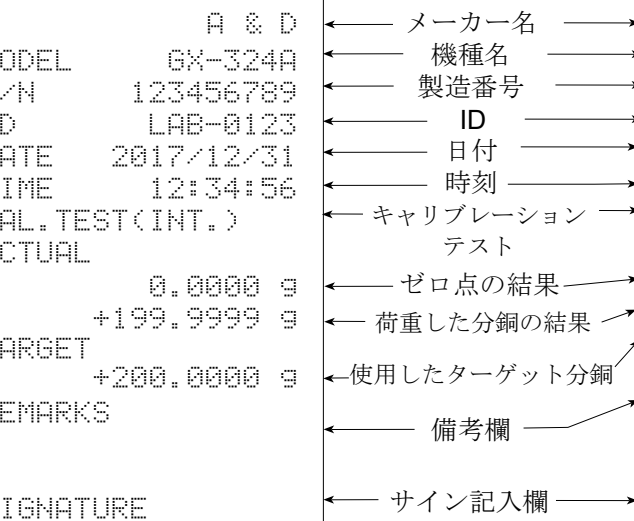 A & D メーカー名
ODEL GX-324A 機種名
/N 123456789 製造番号
D LAB-0123 ID
ATE 2017/12/31 日付
IME 12:34:56 時刻
AL.TEST(INT.) キャリブレーション
テスト
CTUAL
0.0000 g ゼロ点の結果
+199.9999 g 荷重した分銅の結果
ARGET
+200.0000 g 使用したターゲット分銅
EMARKS
備考欄
IGNATURE サイン記入欄